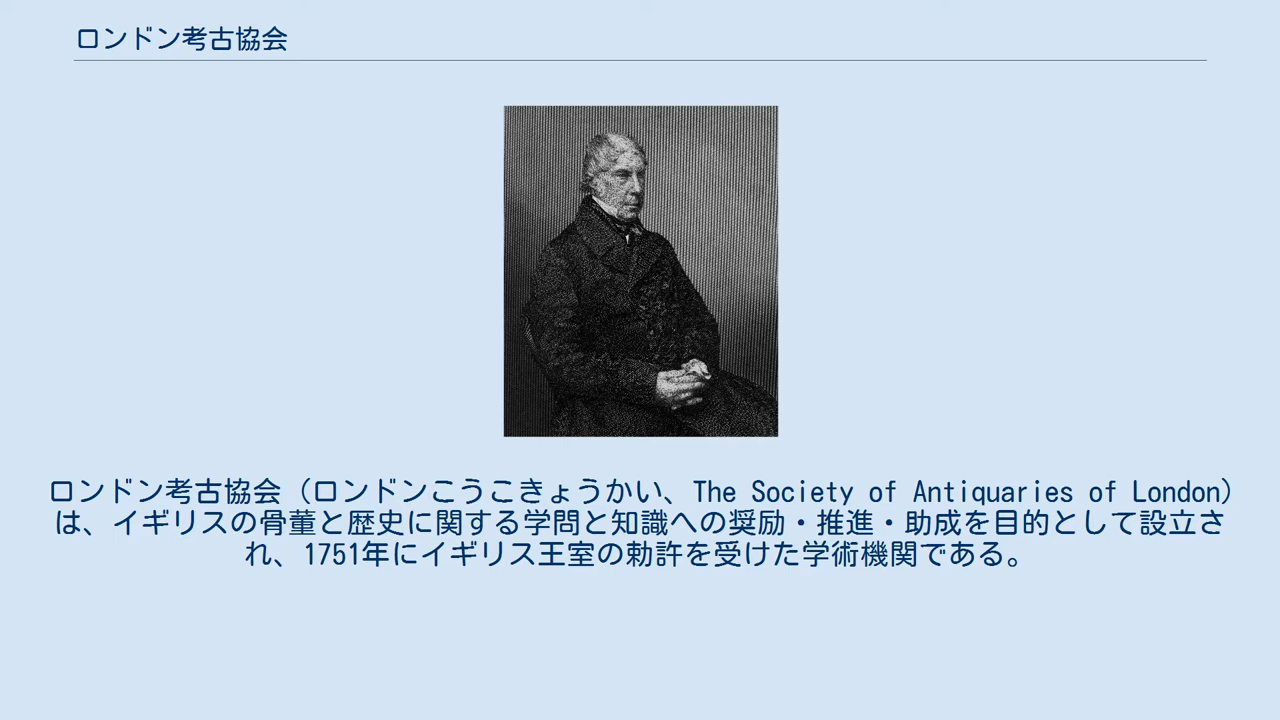 ロンドン考古協会
ロンドン考古協会（ロンドンこうこきょうかい、The Society of Antiquaries of London）
は、イギリスの骨董と歴史に関する学問と知識への奨励・推進・助成を目的として設立さ
れ、1751年にイギリス王室の勅許を受けた学術機関である。